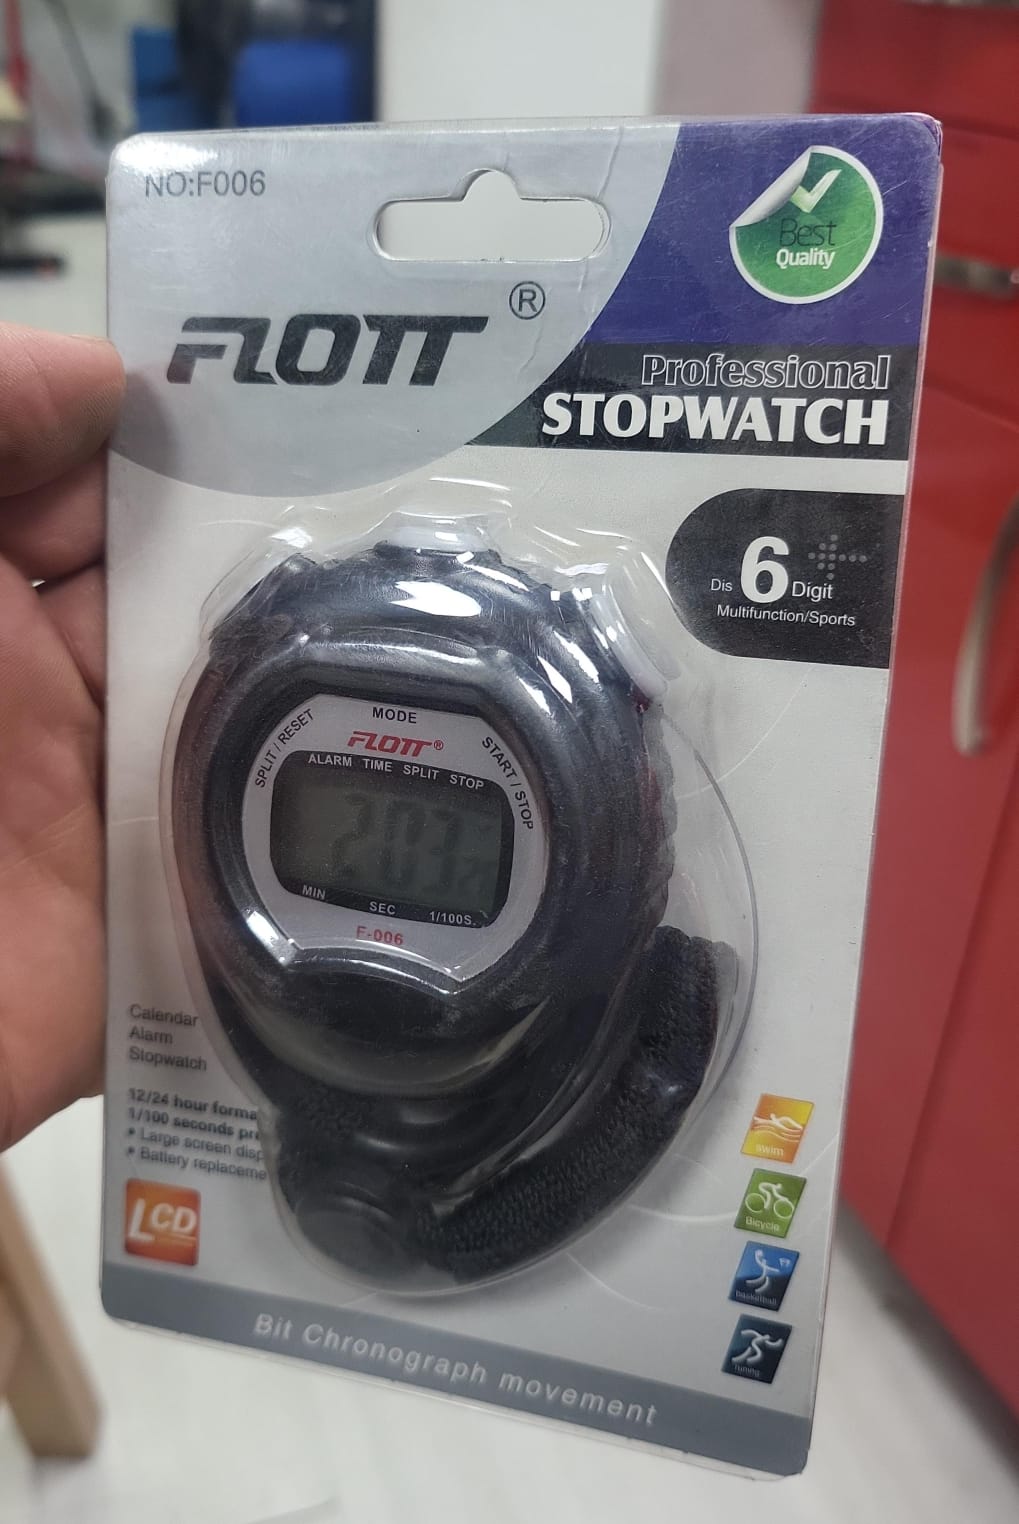 NO:F006
FLOTT ®
Best
Quality
Professional
STOPWATCH
Dis 6 Digit
Multifunction/Sports
MODE
SPLIT / RESET
START / STOP
FLOTT®
ALARM TIME SPLIT STOP
MIN SEC 1/100S.
F-006
Calendar
Alarm
Stopwatch
12/24 hour forma
1/100 seconds pr
• Large screen disp
• Battery replaceme
LCD
swim
Bicycle
basketball
Bit Chronograph movement